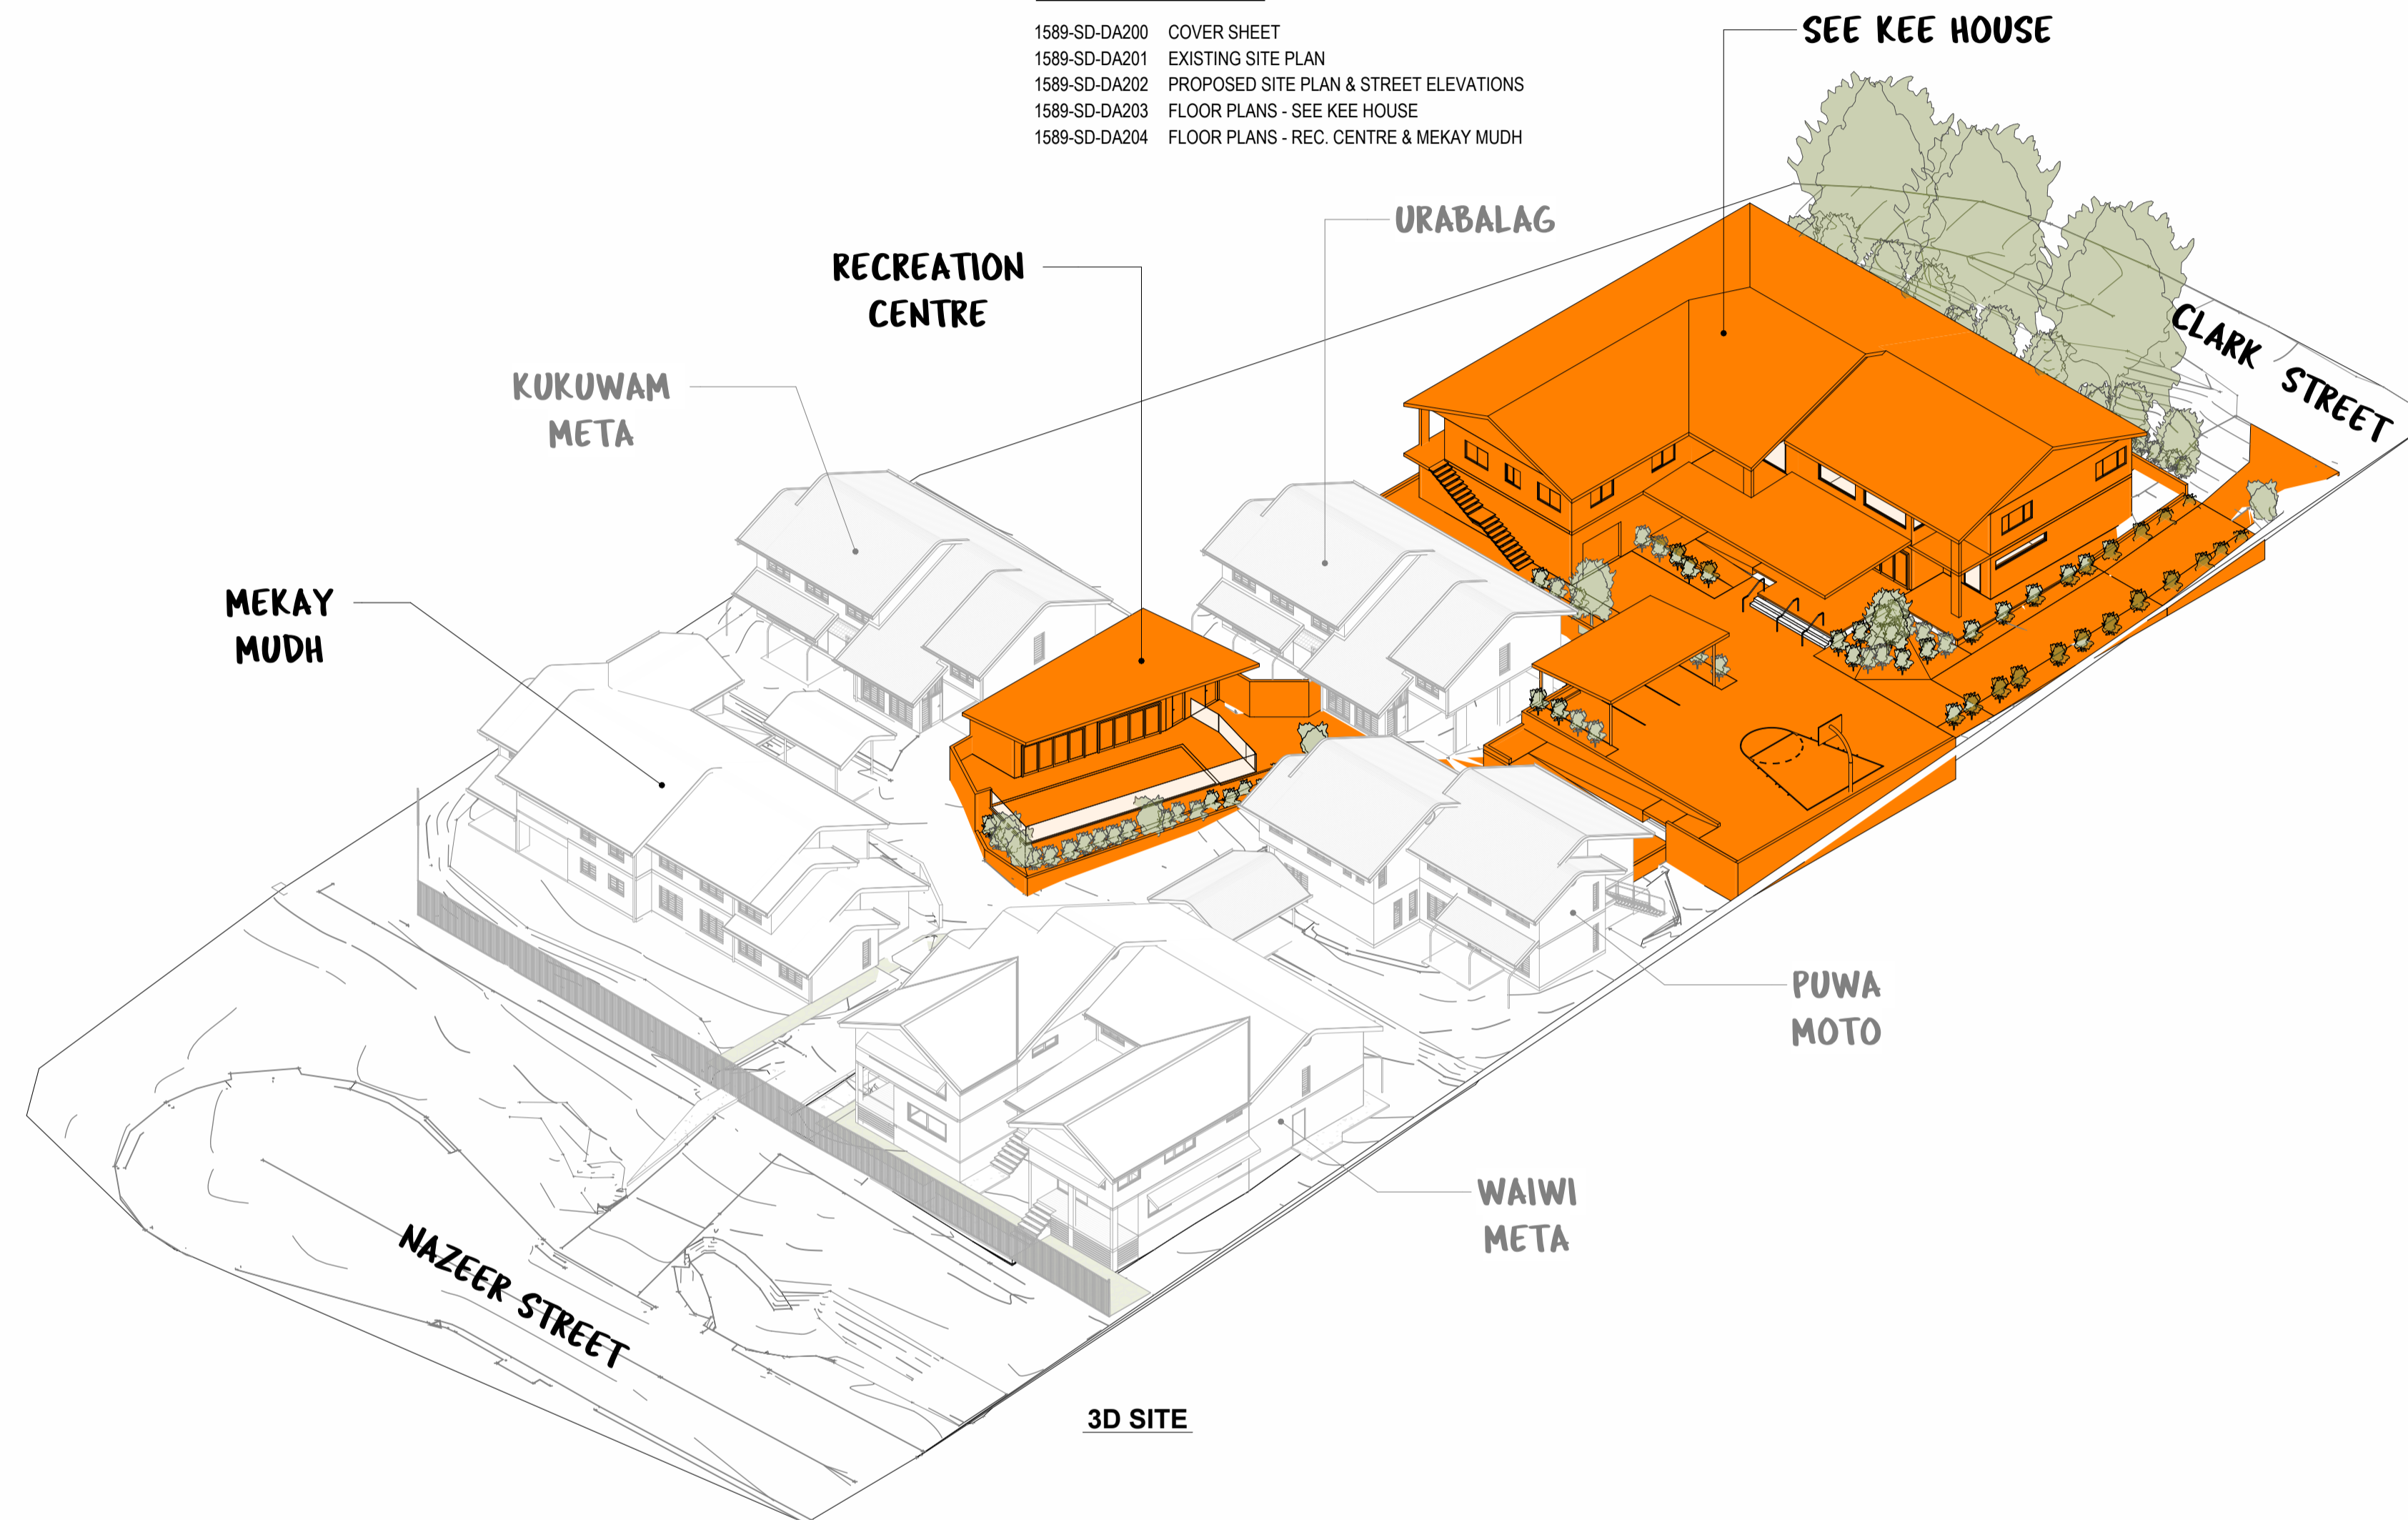 1589-SD-DA200 COVER SHEET
1589-SD-DA201 EXISTING SITE PLAN
1589-SD-DA202 PROPOSED SITE PLAN & STREET ELEVATIONS
1589-SD-DA203 FLOOR PLANS - SEE KEE HOUSE
1589-SD-DA204 FLOOR PLANS - REC. CENTRE & MEKAY MUDH
SEE KEE HOUSE
URABALAG
RECREATION
CENTRE
CLARK STREET
KUKUWAM
META
MEKAY
MUDH
PUWA
MOTO
WAIWI
META
NAZEER STREET
3D SITE